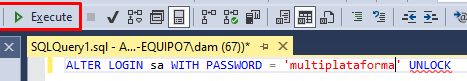 Execute
SQLQuery1.sql - A...-EQUIPO7\dam (67))*
ALTER LOGIN sa WITH PASSWORD = 'multiplataforma' UNLOCK